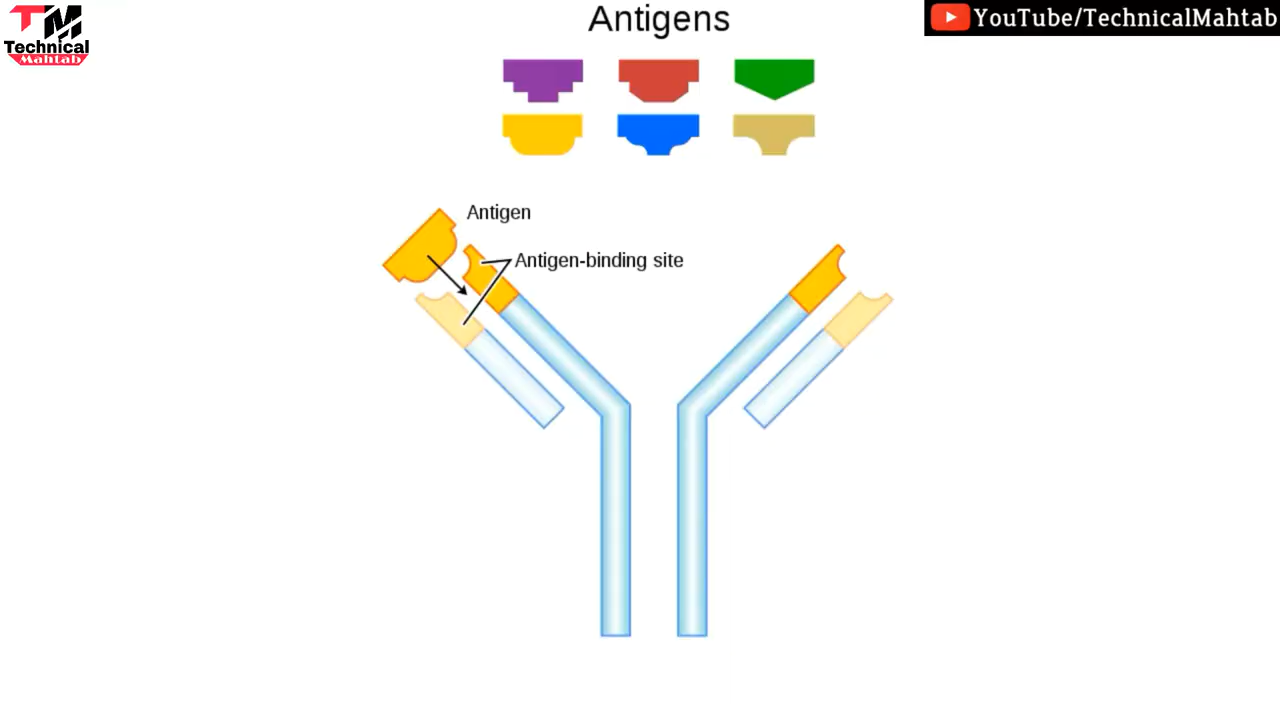 Antigens
YouTube/TechnicalMahtab
TM
Technical
Mahtab
Antigen
Antigen-binding site